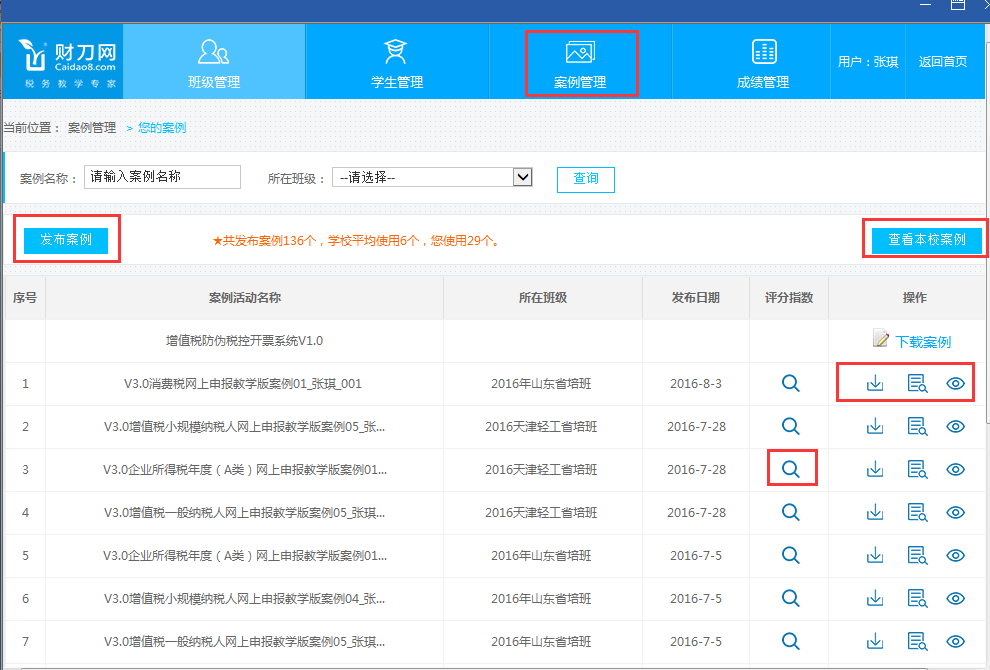 财刀网
Caidao8.com
税务教学专家
班级管理
学生管理
案例管理
成绩管理
用户：张琪
返回首页
当前位置： 案例管理 > 您的案例
案例名称： 请输入案例名称 所在班级： --请选择-- 查询
发布案例 ★共发布案例136个，学校平均使用6个，您使用29个。 查看本校案例
序号 案例活动名称 所在班级 发布日期 评分指数 操作
增值税防伪税控开票系统V1.0 下载案例
1 V3.0消费税网上申报教学版案例01_张琪_001 2016年山东省培班 2016-8-3
2 V3.0增值税小规模纳税人网上申报教学版案例05_张... 2016天津轻工省培班 2016-7-28
3 V3.0企业所得税年度（A类）网上申报教学版案例01... 2016天津轻工省培班 2016-7-28
4 V3.0增值税一般纳税人网上申报教学版案例05_张琪... 2016天津轻工省培班 2016-7-28
5 V3.0企业所得税年度（A类）网上申报教学版案例01... 2016年山东省培班 2016-7-5
6 V3.0增值税小规模纳税人网上申报教学版案例04_张... 2016年山东省培班 2016-7-5
7 V3.0增值税一般纳税人网上申报教学版案例05_张琪... 2016年山东省培班 2016-7-5